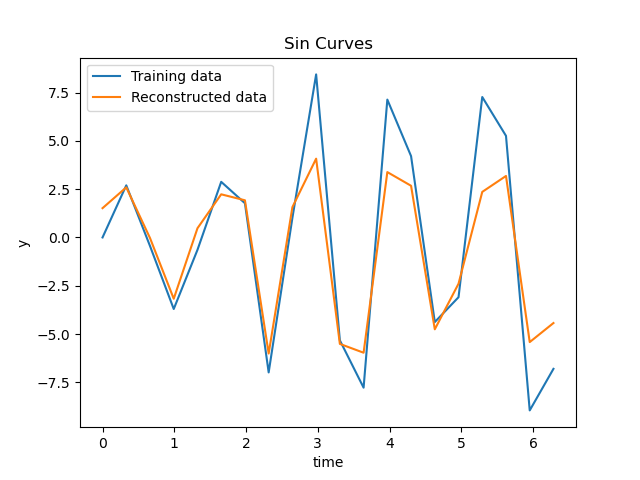 Sin Curves
Training data
Reconstructed data
7.5
5.0
2.5
0.0
−2.5
−5.0
−7.5
y
0 1 2 3 4 5 6
time